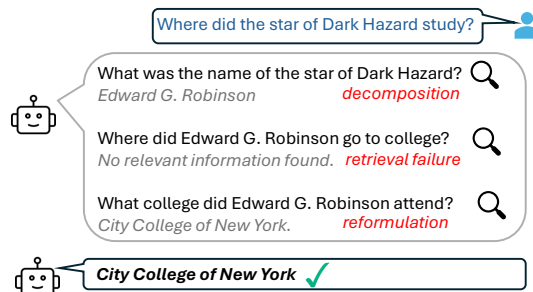 Where did the star of Dark Hazard study?
What was the name of the star of Dark Hazard?
Edward G. Robinson decomposition
Where did Edward G. Robinson go to college?
No relevant information found. retrieval failure
What college did Edward G. Robinson attend?
City College of New York. reformulation
City College of New York